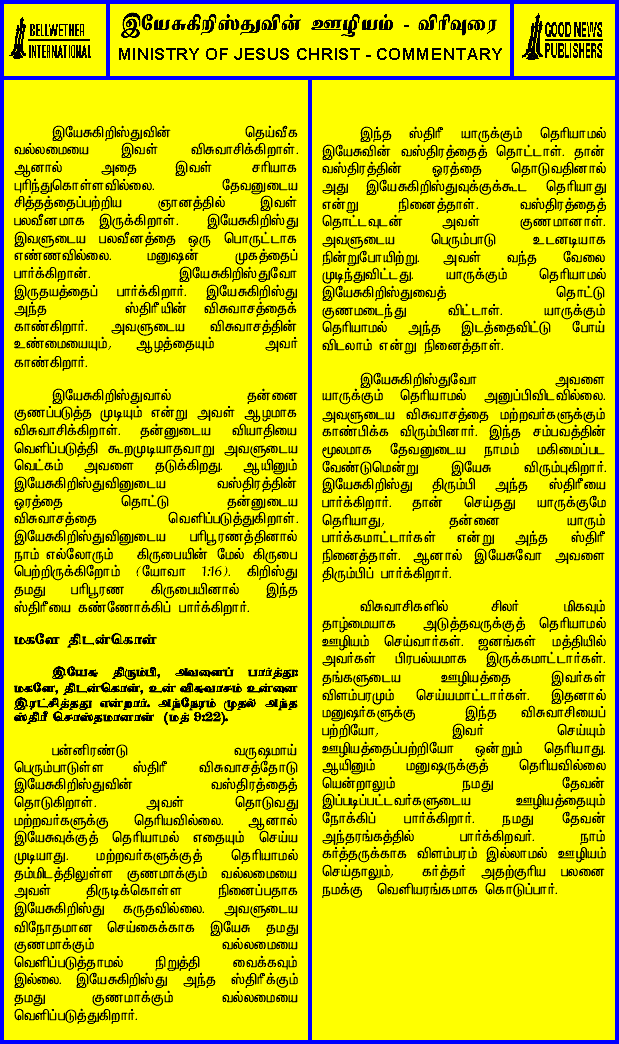 BELLWETHER
INTERNATIONAL
இயேசுகிறிஸ்துவின் ஊழியம் - விரிவுரை
MINISTRY OF JESUS CHRIST - COMMENTARY
GOOD NEWS
PUBLISHERS
இயேசுகிறிஸ்துவின் தெய்வீக
வல்லமையை இவள் விசுவாசிக்கிறாள்.
ஆனால் அதை இவள் சரியாக
புரிந்துகொள்ளவில்லை. தேவனுடைய
சித்தத்தைப்பற்றிய ஞானத்தில் இவள்
பலவீனமாக இருக்கிறாள். இயேசுகிறிஸ்து
இவளுடைய பலவீனத்தை ஒரு பொருட்டாக
எண்ணவில்லை. மனுஷன் முகத்தைப்
பார்க்கிறான். இயேசுகிறிஸ்துவோ
இருதயத்தைப் பார்க்கிறார். இயேசுகிறிஸ்து
அந்த ஸ்திரீயின் விசுவாசத்தைக்
காண்கிறார். அவளுடைய விசுவாசத்தின்
உண்மையையும், ஆழத்தையும் அவர்
காண்கிறார்.
இயேசுகிறிஸ்துவால் தன்னை
குணப்படுத்த முடியும் என்று அவள் ஆழமாக
விசுவாசிக்கிறாள். தன்னுடைய வியாதியை
வெளிப்படுத்தி கூறமுடியாதவாறு அவளுடைய
வெட்கம் அவளை தடுக்கிறது. ஆயினும்
இயேசுகிறிஸ்துவினுடைய வஸ்திரத்தின்
ஓரத்தை தொட்டு தன்னுடைய
விசுவாசத்தை வெளிப்படுத்துகிறாள்.
இயேசுகிறிஸ்துவினுடைய பரிபூரணத்தினால்
நாம் எல்லோரும் கிருபையின் மேல் கிருபை
பெற்றிருக்கிறோம் (யோவா 1:16). கிறிஸ்து
தமது பரிபூரண கிருபையினால் இந்த
ஸ்திரீயை கண்ணோக்கிப் பார்க்கிறார்.
மகளே திடன்கொள்
இயேசு திரும்பி, அவளைப் பார்த்து:
மகளே, திடன்கொள், உன் விசுவாசம் உன்னை
இரட்சித்தது என்றார். அந்நேரம் முதல் அந்த
ஸ்திரீ சொஸ்தமானாள் (மத் 9:22).
பன்னிரண்டு வருஷமாய்
பெரும்பாடுள்ள ஸ்திரீ விசுவாசத்தோடு
இயேசுகிறிஸ்துவின் வஸ்திரத்தைத்
தொடுகிறாள். அவள் தொடுவது
மற்றவர்களுக்கு தெரியவில்லை. ஆனால்
இயேசுவுக்குத் தெரியாமல் எதையும் செய்ய
முடியாது. மற்றவர்களுக்குத் தெரியாமல்
தம்மிடத்திலுள்ள குணமாக்கும் வல்லமையை
அவள் திருடிக்கொள்ள நினைப்பதாக
இயேசுகிறிஸ்து கருதவில்லை. அவளுடைய
விநோதமான செய்கைக்காக இயேசு தமது
குணமாக்கும் வல்லமையை
வெளிப்படுத்தாமல் நிறுத்தி வைக்கவும்
இல்லை. இயேசுகிறிஸ்து அந்த ஸ்திரீக்கும்
தமது குணமாக்கும் வல்லமையை
வெளிப்படுத்துகிறார்.
இந்த ஸ்திரீ யாருக்கும் தெரியாமல்
இயேசுவின் வஸ்திரத்தைத் தொட்டாள். தான்
வஸ்திரத்தின் ஓரத்தை தொடுவதினால்
அது இயேசுகிறிஸ்துவுக்குக்கூட தெரியாது
என்று நினைத்தாள். வஸ்திரத்தைத்
தொட்டவுடன் அவள் குணமானாள்.
அவளுடைய பெரும்பாடு உடனடியாக
நின்றுபோயிற்று. அவள் வந்த வேலை
முடிந்துவிட்டது. யாருக்கும் தெரியாமல்
இயேசுகிறிஸ்துவைத் தொட்டு
குணமடைந்து விட்டாள். யாருக்கும்
தெரியாமல் அந்த இடத்தைவிட்டு போய்
விடலாம் என்று நினைத்தாள்.
இயேசுகிறிஸ்துவோ அவளை
யாருக்கும் தெரியாமல் அனுப்பிவிடவில்லை.
அவளுடைய விசுவாசத்தை மற்றவர்களுக்கும்
காண்பிக்க விரும்பினார். இந்த சம்பவத்தின்
மூலமாக தேவனுடைய நாமம் மகிமைப்பட
வேண்டுமென்று இயேசு விரும்புகிறார்.
இயேசுகிறிஸ்து திரும்பி அந்த ஸ்திரீயை
பார்க்கிறார். தான் செய்தது யாருக்குமே
தெரியாது, தன்னை யாரும்
பார்க்கமாட்டார்கள் என்று அந்த ஸ்திரீ
நினைத்தாள். ஆனால் இயேசுவோ அவளை
திரும்பிப் பார்க்கிறார்.
விசுவாசிகளில் சிலர் மிகவும்
தாழ்மையாக அடுத்தவருக்குத் தெரியாமல்
ஊழியம் செய்வார்கள். ஜனங்கள் மத்தியில்
அவர்கள் பிரபல்யமாக இருக்கமாட்டார்கள்.
தங்களுடைய ஊழியத்தை இவர்கள்
விளம்பரமும் செய்யமாட்டார்கள். இதனால்
மனுஷர்களுக்கு இந்த விசுவாசியைப்
பற்றியோ, இவர் செய்யும்
ஊழியத்தைப்பற்றியோ ஒன்றும் தெரியாது.
ஆயினும் மனுஷருக்குத் தெரியவில்லை
யென்றாலும் நமது தேவன்
இப்படிப்பட்டவர்களுடைய ஊழியத்தையும்
நோக்கிப் பார்க்கிறார். நமது தேவன்
அந்தரங்கத்தில் பார்க்கிறவர். நாம்
கர்த்தருக்காக விளம்பரம் இல்லாமல் ஊழியம்
செய்தாலும், கர்த்தர் அதற்குரிய பலனை
நமக்கு வெளியரங்கமாக கொடுப்பார்.